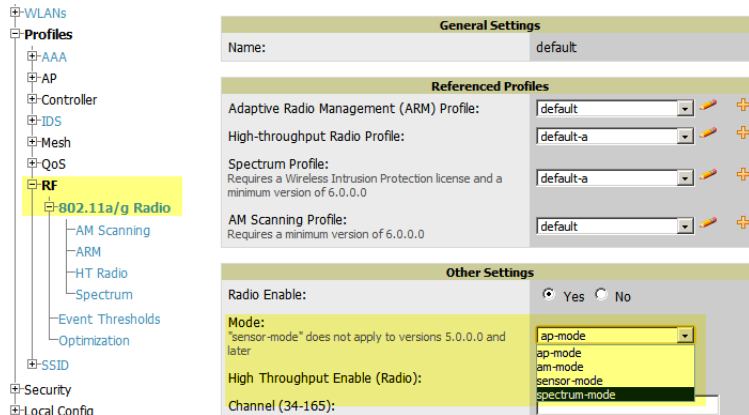 WLANs
Profiles
AAA
AP
Controller
IDS
Mesh
QoS
RF
802.11a/g Radio
AM Scanning
ARM
HT Radio
Spectrum
Event Thresholds
Optimization
SSID
Security
Local Config
General Settings
Name: default
Referenced Profiles
Adaptive Radio Management (ARM) Profile: default
High-throughput Radio Profile: default-a
Spectrum Profile:
Requires a Wireless Intrusion Protection license and a
minimum version of 6.0.0.0
default-a
AM Scanning Profile:
Requires a minimum version of 6.0.0.0
default
Other Settings
Radio Enable: Yes No
Mode:
"sensor-mode" does not apply to versions 5.0.0.0 and
later
ap-mode
ap-mode
am-mode
sensor-mode
spectrum-mode
High Throughput Enable (Radio):
Channel (34-165):